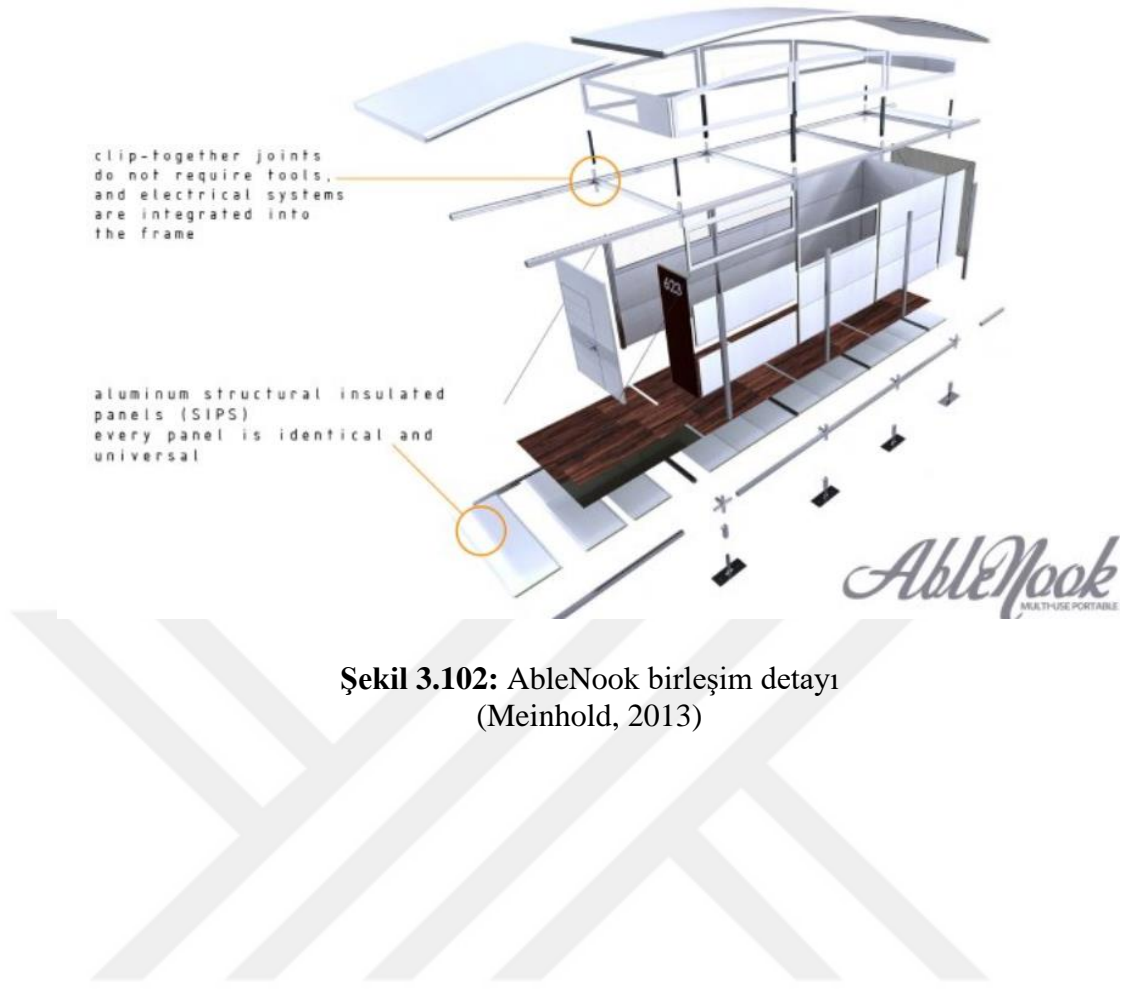 clip-together joints
do not require tools,
and electrical systems
are integrated into
the frame
623
aluminum structural insulated
panels (SIPS)
every panel is identical and
universal
AbleNook
MULTI-USE PORTABLE
Şekil 3.102: AbleNook birleşim detayı
(Meinhold, 2013)